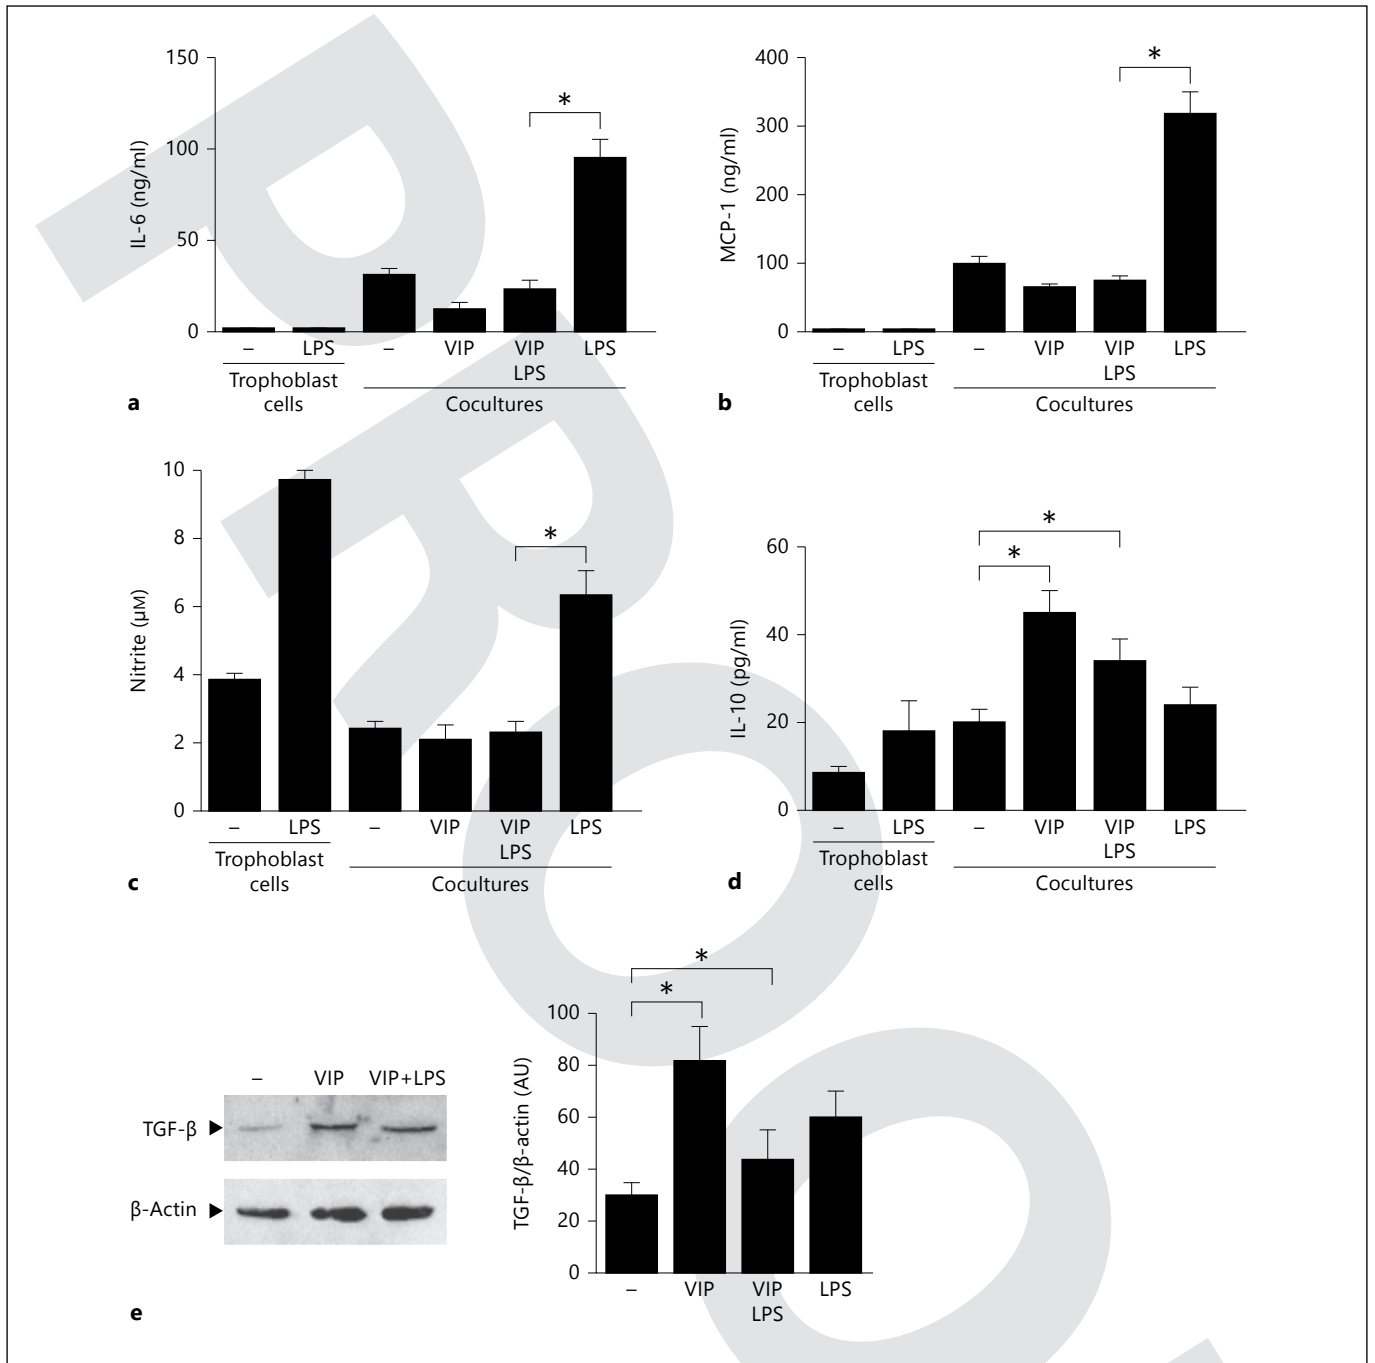 150
100
50
0
IL-6 (ng/ml)
*
– LPS – VIP VIP LPS
LPS
Trophoblast
cells
Cocultures
a
400
300
200
100
0
MCP-1 (ng/ml)
*
– LPS – VIP VIP LPS
LPS
Trophoblast
cells
Cocultures
b
10
8
6
4
2
0
Nitrite (µM)
*
– LPS – VIP VIP LPS
LPS
Trophoblast
cells
Cocultures
c
60
40
20
0
IL-10 (pg/ml)
*
*
– LPS – VIP VIP LPS
LPS
Trophoblast
cells
Cocultures
d
– VIP VIP+LPS
TGF-β
β-Actin
100
80
60
40
20
0
TGF-β/β-actin (AU)
*
*
– VIP VIP LPS
LPS
e
PROO